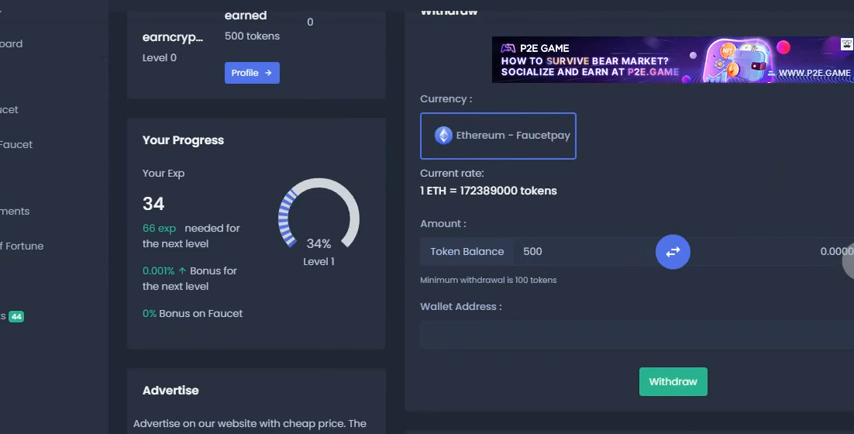 oard
ucet
Faucet
ments
f Fortune
s 44
earncryp...
Level 0
earned
500 tokens
Profile →
0
Your Progress
Your Exp
34
66 exp needed for
the next level
0.001% ↑ Bonus for
the next level
0% Bonus on Faucet
34%
Level 1
Advertise
Advertise on our website with cheap price. The
Withdraw
P2E GAME
HOW TO SURVIVE BEAR MARKET?
SOCIALIZE AND EARN AT P2E.GAME
WWW.P2E.GAME
Currency :
Ethereum - Faucetpay
Current rate:
1 ETH = 172389000 tokens
Amount :
Token Balance 500 0.0000
Minimum withdrawal is 100 tokens
Wallet Address :
Withdraw